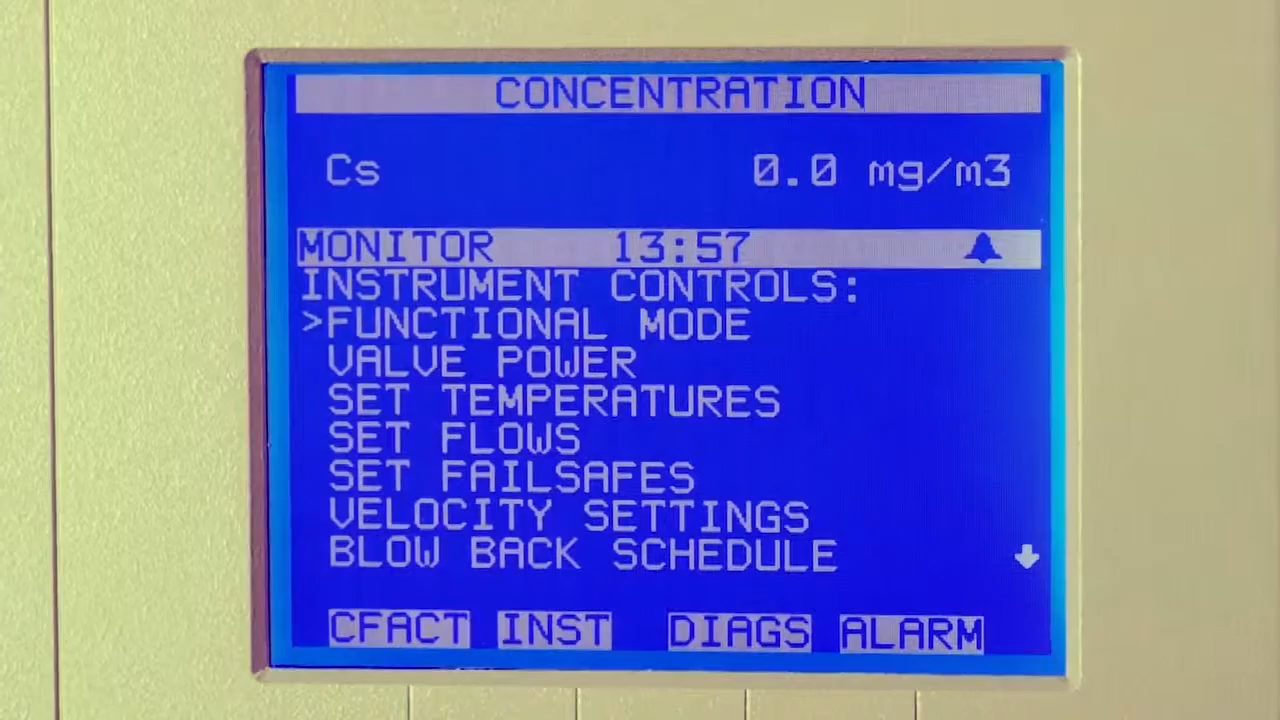 CONCENTRATION
Cs 0.0 mg/m3
MONITOR 13:57
INSTRUMENT CONTROLS:
>FUNCTIONAL MODE
VALVE POWER
SET TEMPERATURES
SET FLOWS
SET FAILSAFES
VELOCITY SETTINGS
BLOW BACK SCHEDULE
CFACT INST DIAGS ALARM